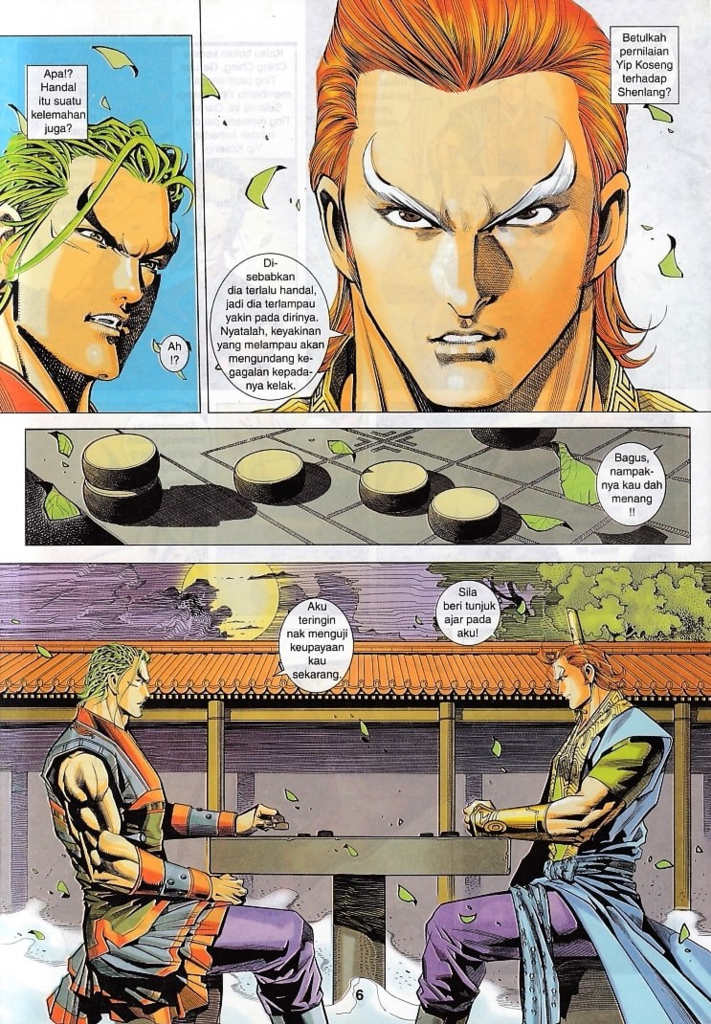 Apa!?
Handal
itu suatu
kelemahan
juga?
Ah
!?
Betulkah
pernilaian
Yip Koseng
terhadap
Shenlang?
Di-
sebabkan
dia terlalu handal,
jadi dia terlampau
yakin pada dirinya.
Nyatalah, keyakinan
yang melampau akan
mengundang ke-
gagalan kepada-
nya kelak.
Bagus,
nampak-
nya kau dah
menang
!!
Aku
teringin
nak menguji
keupayaan
kau
sekarang.
Sila
beri tunjuk
ajar pada
aku!
6